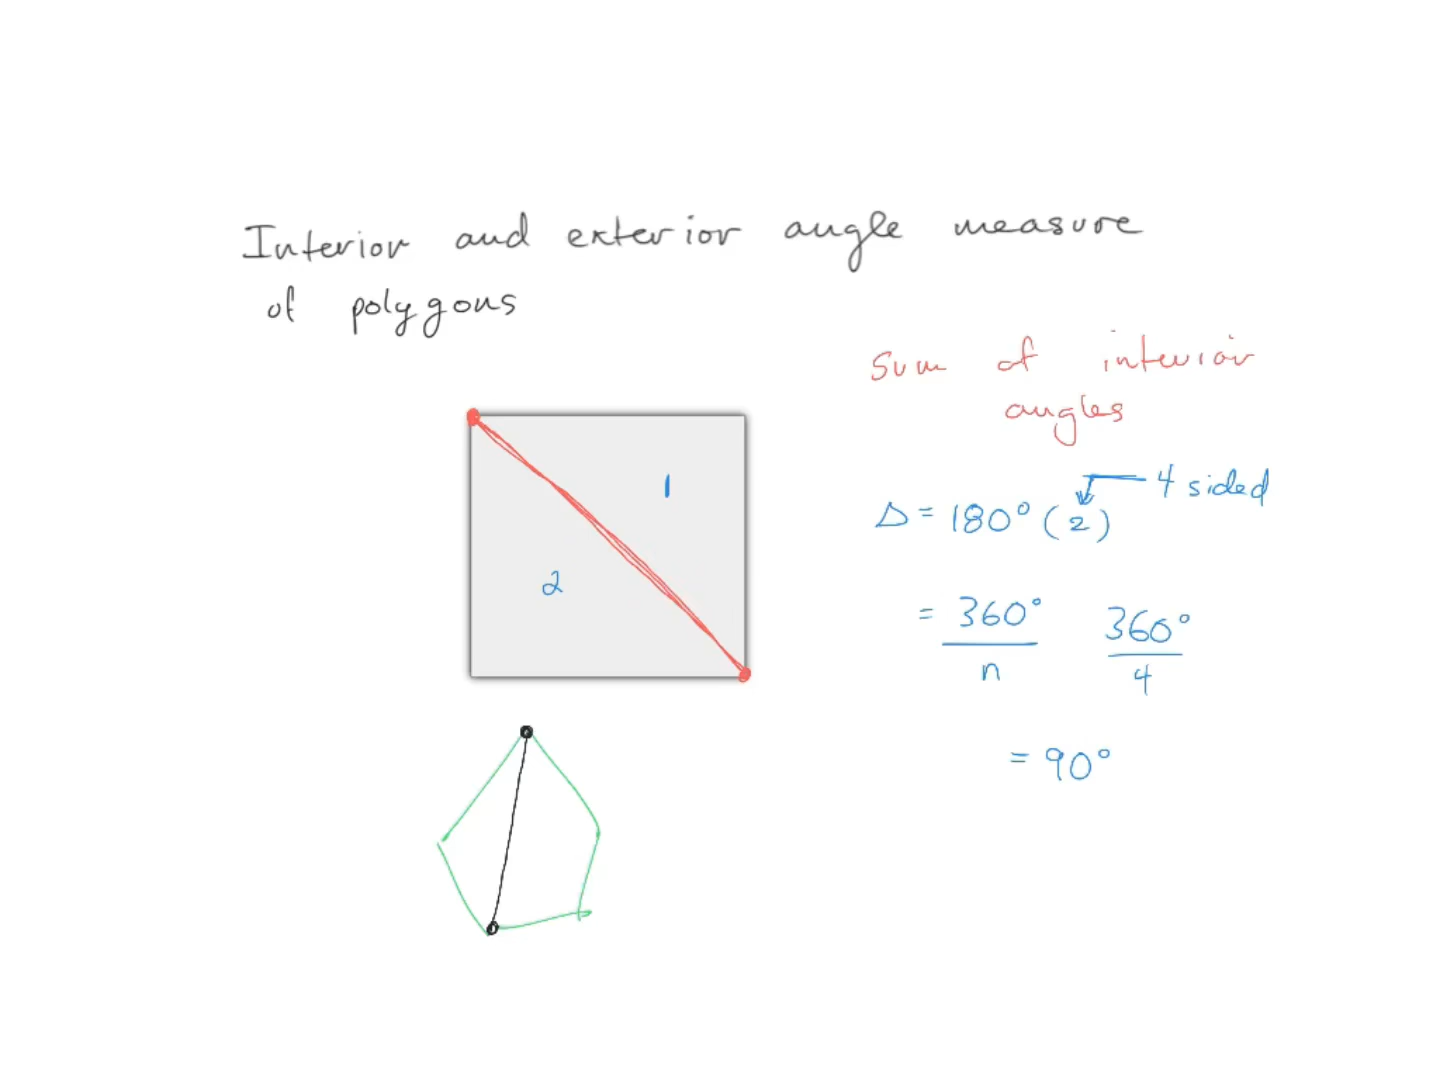 Interior and exterior angle measure
of polygons
Sum of interior
angles
1
2
4 sided
Δ = 180° (2)
= 360°/n 360°/4
= 90°